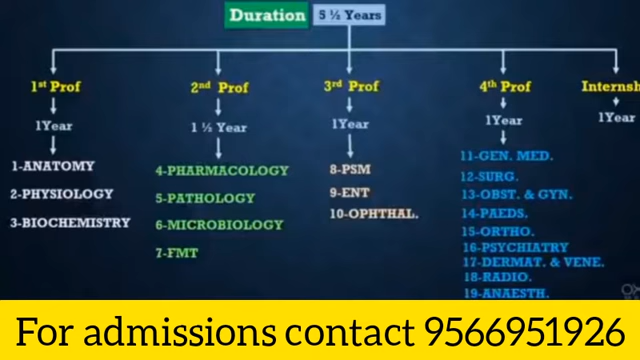 Duration 5 ½ Years
1st Prof 2nd Prof 3rd Prof 4th Prof Internsh
1Year 1 ½ Year 1Year 1Year 1Year
1-ANATOMY
2-PHYSIOLOGY
3-BIOCHEMISTRY
4-PHARMACOLOGY
5-PATHOLOGY
6-MICROBIOLOGY
7-FMT
8-PSM
9-ENT
10-OPHTHAL.
11-GEN. MED.
12-SURG.
13-OBST. & GYN.
14-PAEDS.
15-ORTHO.
16-PSYCHIATRY
17-DERMAT. & VENE.
18-RADIO.
19-ANAESTH.
For admissions contact 9566951926